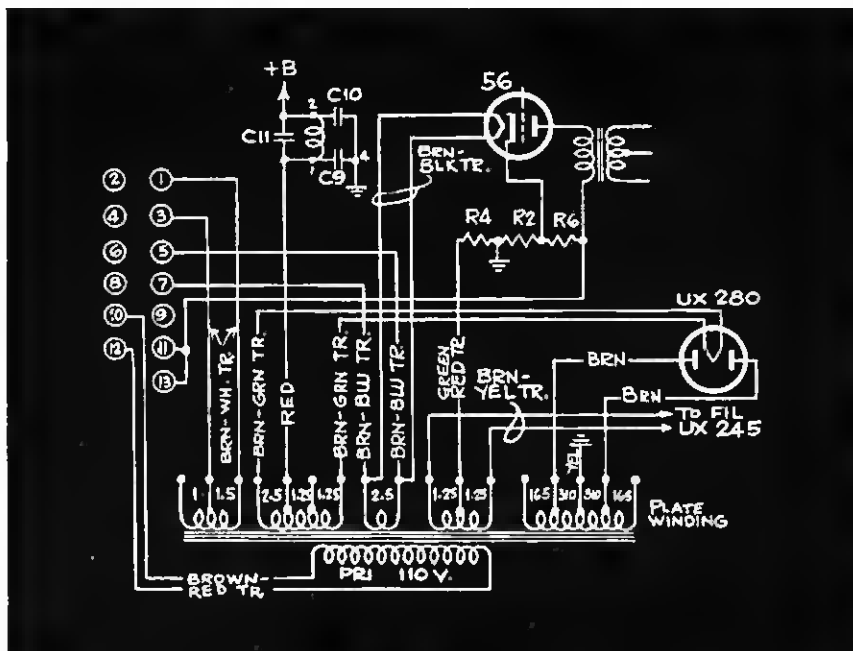 +B
2
C10
C11
1
C9
4
56
BRN-
BLK TR.
R4 R2 R6
2 1
4 3
6 5
8 7
10 9
12 11
13
UX 280
BRN
BRN
TO FIL
UX 245
BRN-WH. TR.
BRN-GRN TR.
RED
BRN-GRN TR.
BRN-BLU TR.
BRN-BLU TR.
GREEN
RED TR
BRN-
YEL TR.
YEL
1 1.5 2.5 1.25 1.25 2.5 1.25 1.25 165 310 310 165
PLATE
WINDING
PRI 110 V.
BROWN-
RED TR